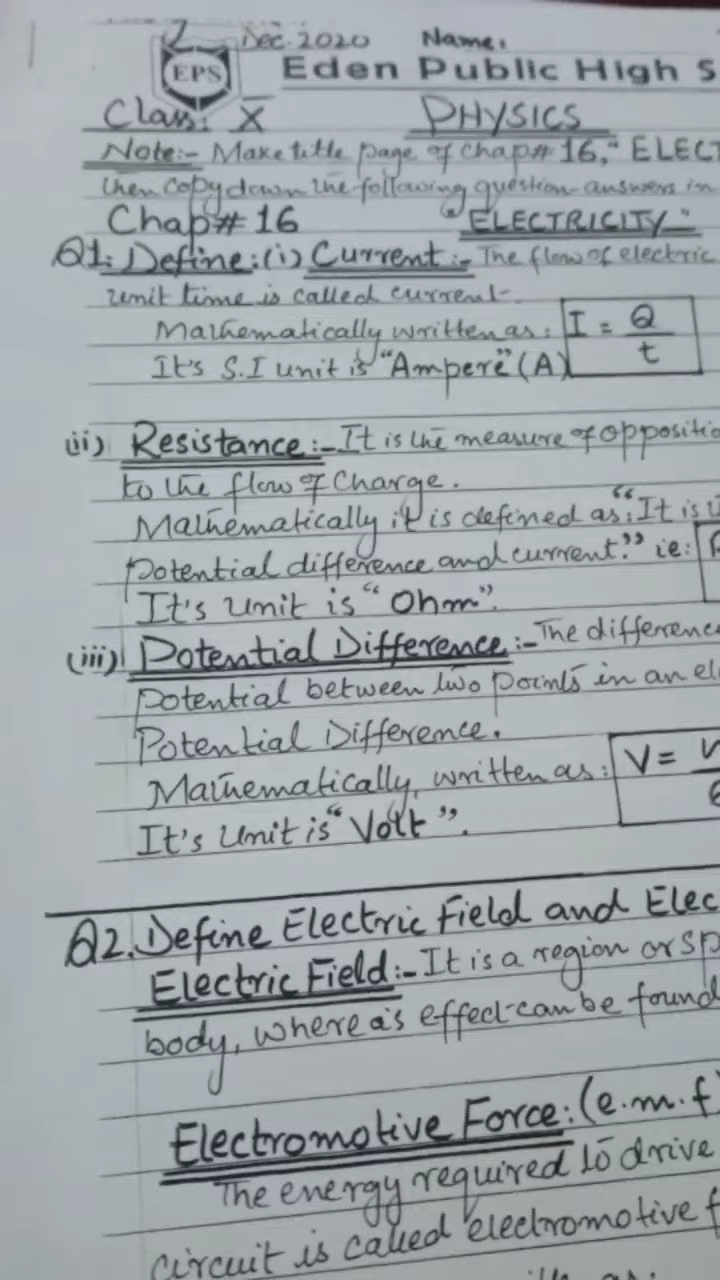 Dec. 2020 Name:
EPS Eden Public High S
Class: X PHYSICS
Note:- Make title page of chap# 16, "ELECT
then copy down the following question-answers in
Chap# 16 "ELECTRICITY"
Q1: Define: (i) Current:- The flow of electric
unit time is called current.
Mathematically written as: I = Q/t
It's S.I unit is "Ampere" (A)
(ii) Resistance:- It is the measure of oppositio
to the flow of Charge.
Mathematically it is defined as: "It is
Potential difference and current." ie:
It's unit is "Ohm".
(iii) Potential Difference:- The difference
Potential between two points in an el
Potential Difference.
Mathematically, written as: V =
It's Unit is "Volt".
Q2. Define Electric Field and Elec
Electric Field:- It is a region or sp
body, where as effect can be found
Electromotive Force: (e.m.f
The energy required to drive
circuit is called electromotive f